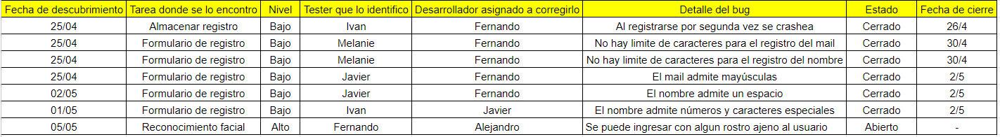 Fecha de descubrimiento Tarea donde se lo encontro Nivel Tester que lo identifico Desarrollador asignado a corregirlo Detalle del bug Estado Fecha de cierre
25/04 Almacenar registro Bajo Ivan Fernando Al registrarse por segunda vez se crashea Cerrado 26/4
25/04 Formulario de registro Bajo Melanie Fernando No hay limite de caracteres para el registro del mail Cerrado 30/4
25/04 Formulario de registro Bajo Melanie Fernando No hay limite de caracteres para el registro del nombre Cerrado 30/4
25/04 Formulario de registro Bajo Javier Fernando El mail admite mayúsculas Cerrado 2/5
02/05 Formulario de registro Bajo Javier Fernando El nombre admite un espacio Cerrado 2/5
01/05 Formulario de registro Bajo Ivan Javier El nombre admite números y caracteres especiales Cerrado 2/5
05/05 Reconocimiento facial Alto Fernando Alejandro Se puede ingresar con algun rostro ajeno al usuario Abierto -